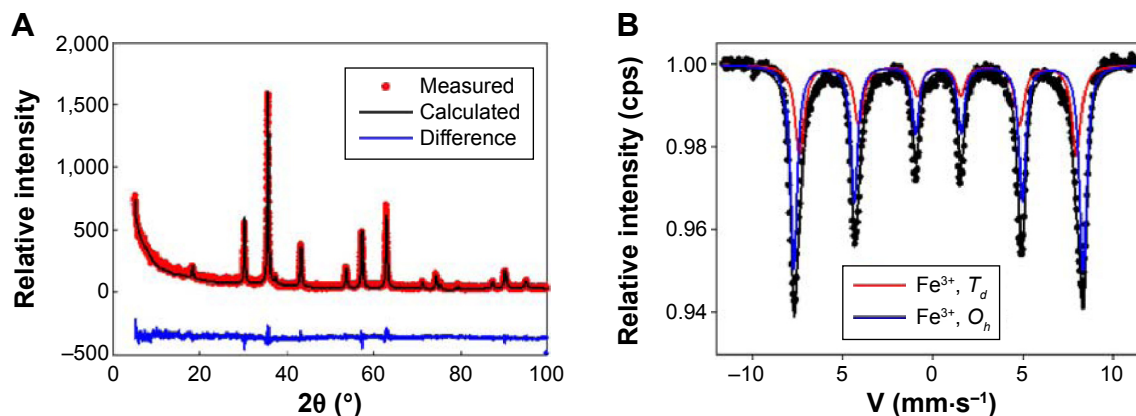 A
2,000
1,500
1,000
500
0
–500
0
20
40
60
80
100
Relative intensity
2θ (°)
Measured
Calculated
Difference
B
1.00
0.98
0.96
0.94
–10
5
0
5
10
Relative intensity (cps)
V (mm·s⁻¹)
Fe³⁺, T_d
Fe³⁺, O_h